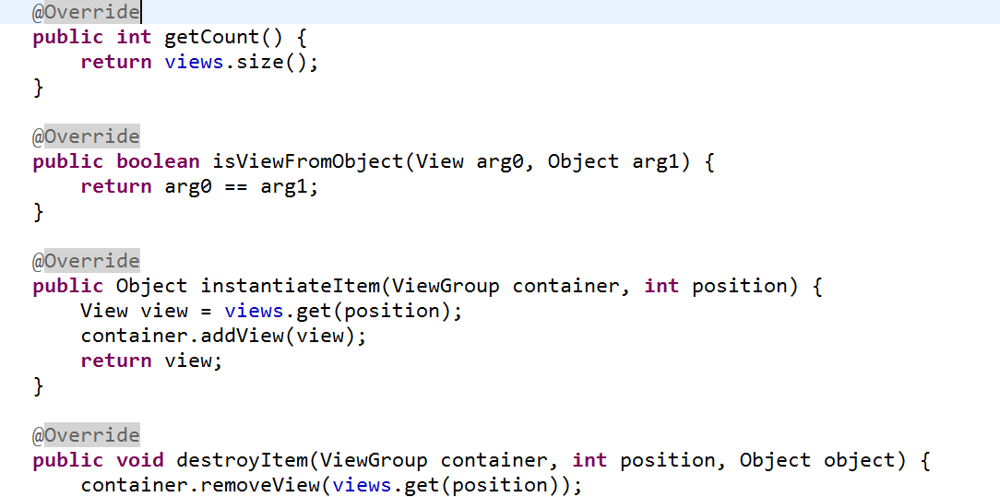 @Override
public int getCount() {
    return views.size();
}
@Override
public boolean isViewFromObject(View arg0, Object arg1) {
    return arg0 == arg1;
}
@Override
public Object instantiateItem(ViewGroup container, int position) {
    View view = views.get(position);
    container.addView(view);
    return view;
}
@Override
public void destroyItem(ViewGroup container, int position, Object object) {
    container.removeView(views.get(position));